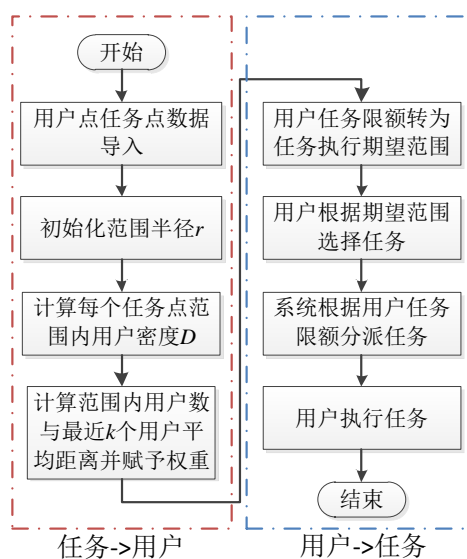 开始
用户点任务点数据
导入
初始化范围半径r
计算每个任务点范
围内用户密度D
计算范围内用户数
与最近k个用户平
均距离并赋予权重
任务->用户
用户任务限额转为
任务执行期望范围
用户根据期望范围
选择任务
系统根据用户任务
限额分派任务
用户执行任务
结束
用户->任务